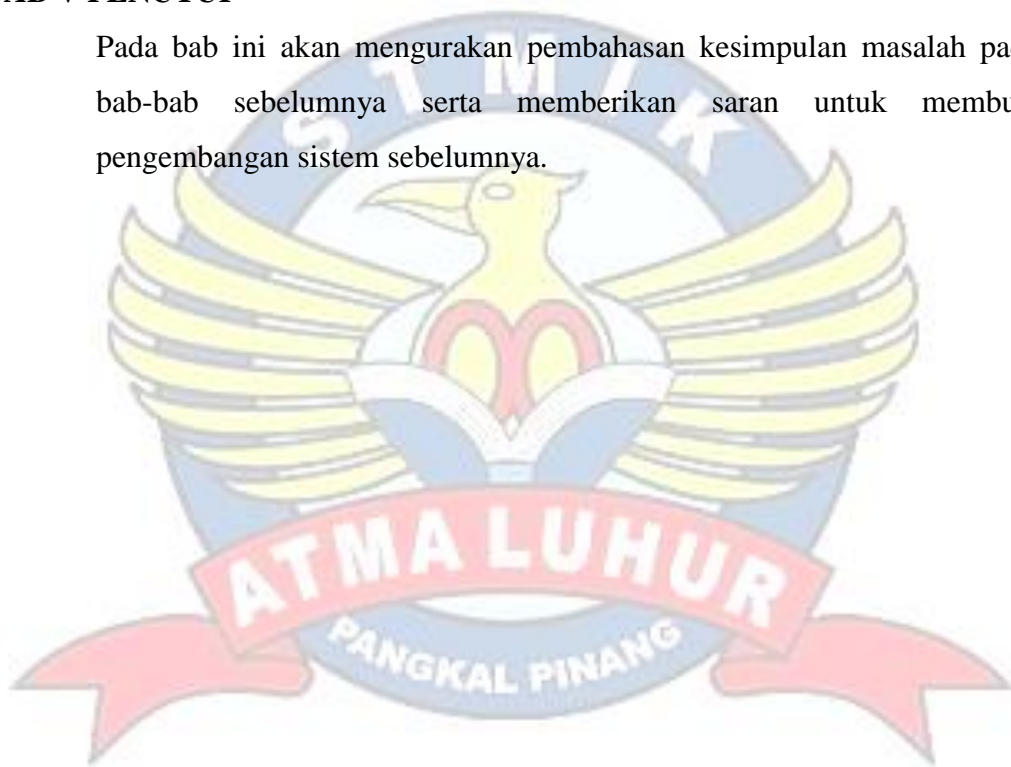 Pada bab ini akan mengurakan pembahasan kesimpulan masalah
bab-bab sebelumnya serta memberikan saran untuk
pengembangan sistem sebelumnya.
STMIK
ATMA LUHUR
PANGKAL PINANG